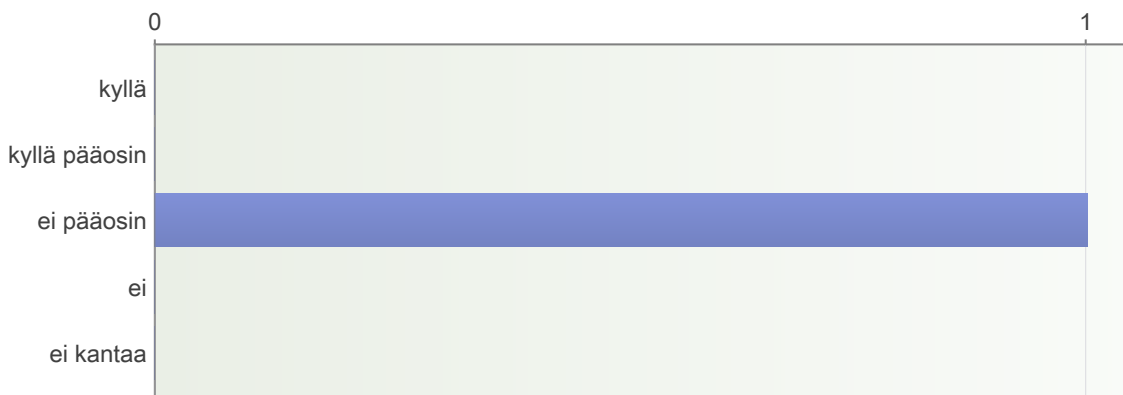 0 1
kyllä
kyllä pääosin
ei pääosin
ei
ei kantaa